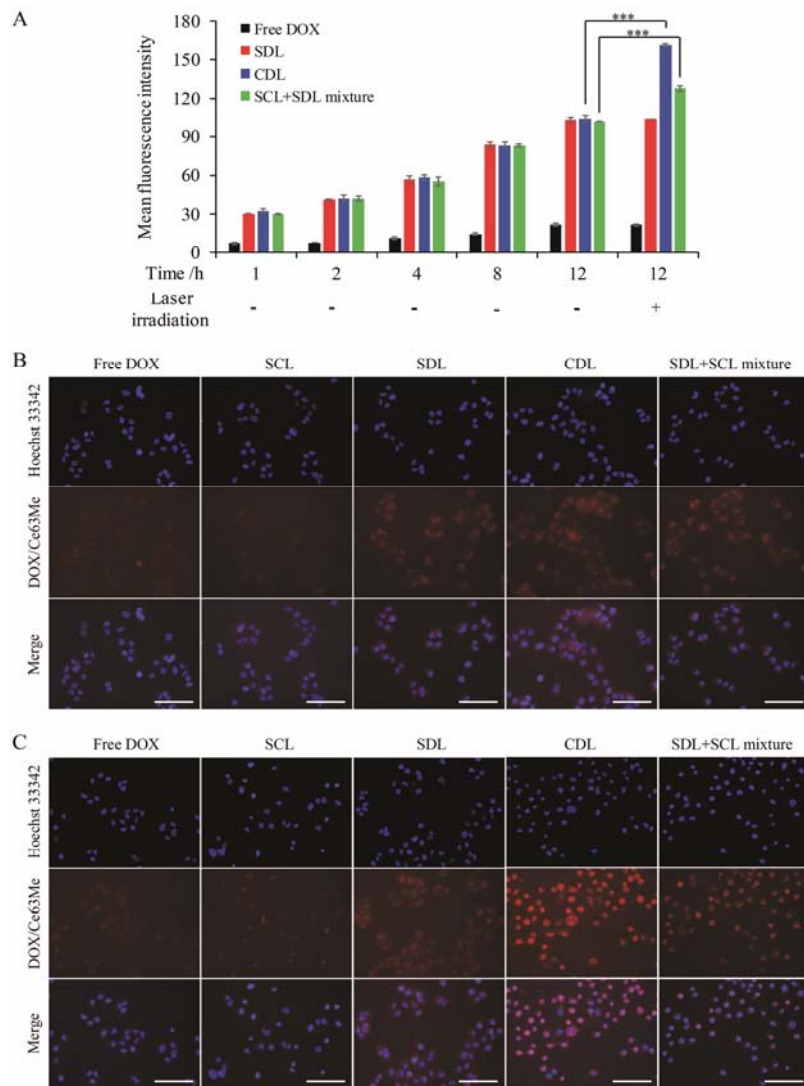 A
Mean fluorescence intensity
180
150
120
90
60
30
0
Free DOX
SDL
CDL
SCL+SDL mixture
***
***
Time /h 1 2 4 8 12 12
Laser irradiation - - - - - +
B
Free DOX SCL SDL CDL SDL+SCL mixture
Hoechst 33342
DOX/Ce63Me
Merge
C
Free DOX SCL SDL CDL SDL+SCL mixture
Hoechst 33342
DOX/Ce63Me
Merge